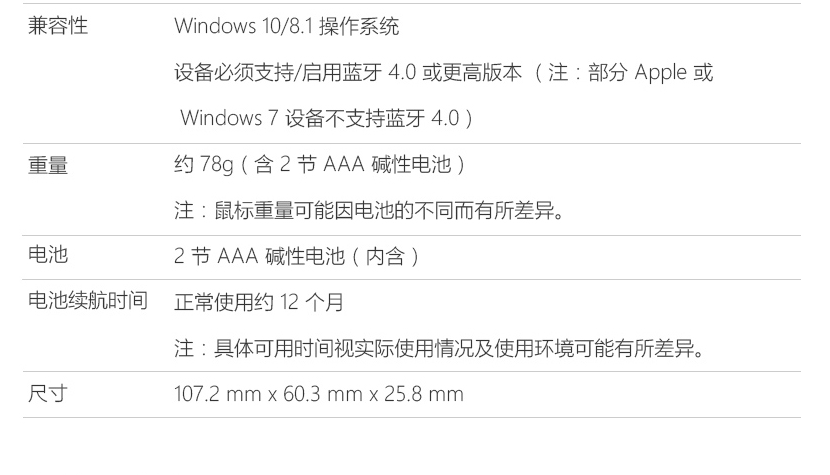 兼容性 Windows 10/8.1 操作系统
设备必须支持/启用蓝牙 4.0 或更高版本（注：部分 Apple 或
Windows 7 设备不支持蓝牙 4.0）
重量 约 78g（含 2 节 AAA 碱性电池）
注：鼠标重量可能因电池的不同而有所差异。
电池 2 节 AAA 碱性电池（内含）
电池续航时间 正常使用约 12 个月
注：具体可用时间视实际使用情况及使用环境可能有所差异。
尺寸 107.2 mm x 60.3 mm x 25.8 mm